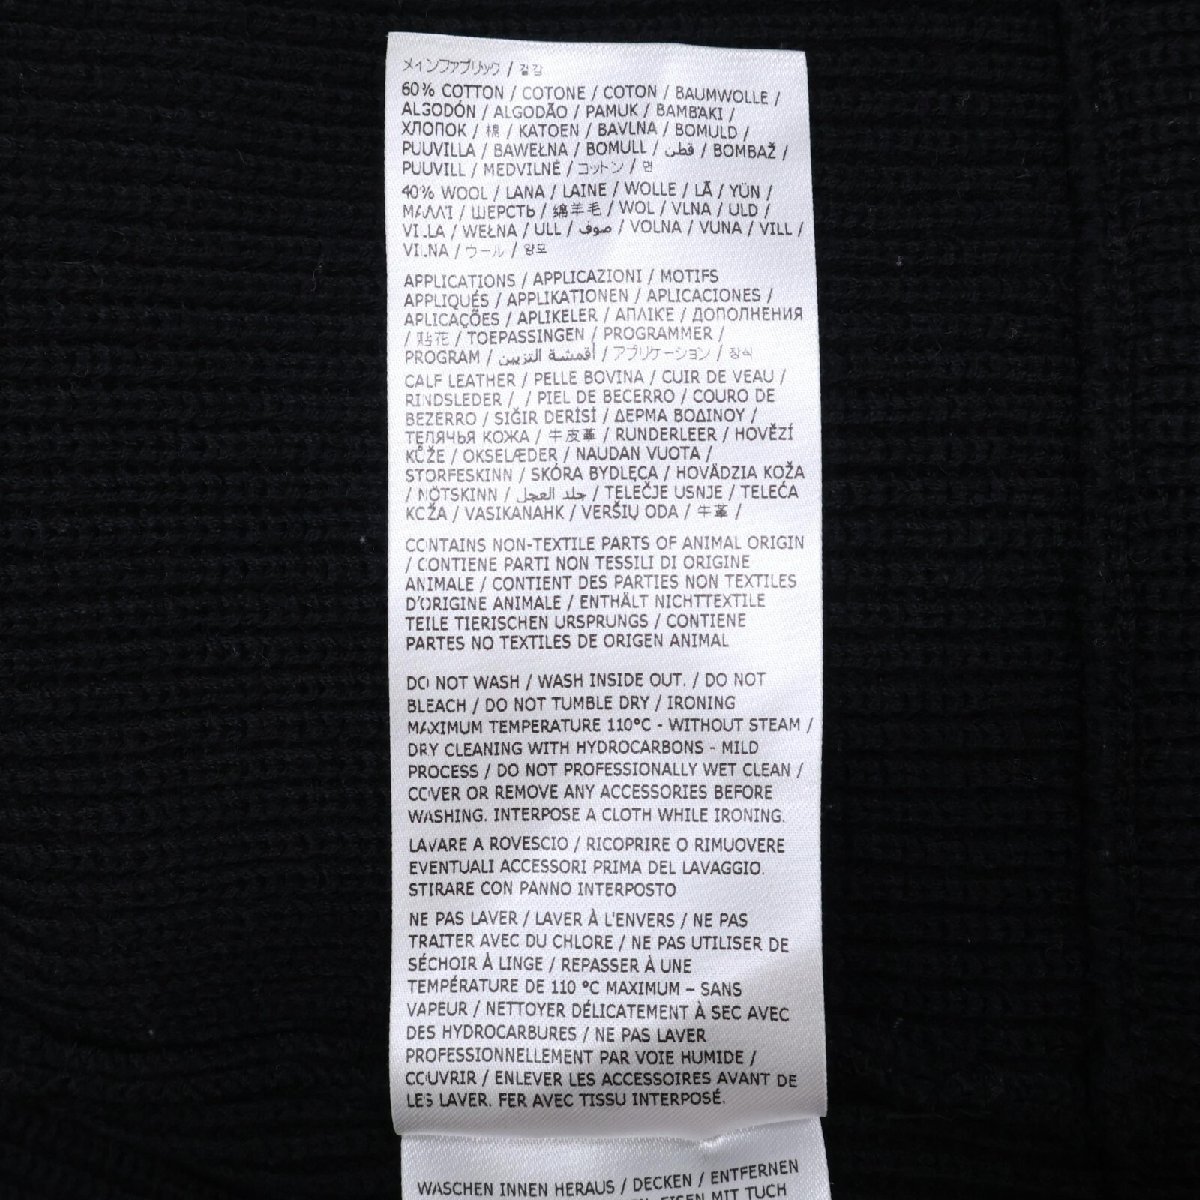 メインファブリック / 겉감
60% COTTON / COTONE / COTON / BAUMWOLLE /
ALGODÓN / ALGODÃO / PAMUK / BAMBAKI /
ХЛОПОК / 棉 / KATOEN / BAVLNA / BOMULD /
PUUVILLA / BAWEŁNA / BOMULL / قطن / BOMBAŽ /
PUUVILL / MEDVILNĖ / コットン / 면
40% WOOL / LANA / LAINE / WOLLE / LÃ / YÜN /
ΜΑΛΛΊ / ШЕРСТЬ / 绵羊毛 / WOL / VLNA / ULD /
VILLA / WEŁNA / ULL / صوف / VOLNA / VUNA / VILL /
VILNA / ウール / 양모
APPLICATIONS / APPLICAZIONI / MOTIFS
APPLIQUÉS / APPLIKATIONEN / APLICACIONES /
APLICAÇÕES / APLIKELER / ΑΠΛΙΚΈ / ДОПОЛНЕНИЯ
/ 貼花 / TOEPASSINGEN / PROGRAMMER /
PROGRAM / أقمشة التزيين / アプリケーション / 장식
CALF LEATHER / PELLE BOVINA / CUIR DE VEAU /
RINDSLEDER / / PIEL DE BECERRO / COURO DE
BEZERRO / SIĞIR DERİSİ / ΔΕΡΜΑ ΒΟΔΙΝΟΥ /
ТЕЛЯЧЬЯ КОЖА / 牛皮革 / RUNDERLEER / HOVĚZÍ
KŮŽE / OKSELÆDER / NAUDAN VUOTA /
STORFESKINN / SKÓRA BYDLĘCA / HOVÄDZIA KOŽA
/ NÖTSKINN / جلد العجل / TELEČJE USNJE / TELEĆA
KOŽA / VASIKANAHK / VERŠIŲ ODA / 牛革 /
CONTAINS NON-TEXTILE PARTS OF ANIMAL ORIGIN
/ CONTIENE PARTI NON TESSILI DI ORIGINE
ANIMALE / CONTIENT DES PARTIES NON TEXTILES
D'ORIGINE ANIMALE / ENTHÄLT NICHTTEXTILE
TEILE TIERISCHEN URSPRUNGS / CONTIENE
PARTES NO TEXTILES DE ORIGEN ANIMAL
DO NOT WASH / WASH INSIDE OUT. / DO NOT
BLEACH / DO NOT TUMBLE DRY / IRONING
MAXIMUM TEMPERATURE 110°C - WITHOUT STEAM /
DRY CLEANING WITH HYDROCARBONS - MILD
PROCESS / DO NOT PROFESSIONALLY WET CLEAN /
COVER OR REMOVE ANY ACCESSORIES BEFORE
WASHING. INTERPOSE A CLOTH WHILE IRONING.
LAVARE A ROVESCIO / RICOPRIRE O RIMUOVERE
EVENTUALI ACCESSORI PRIMA DEL LAVAGGIO.
STIRARE CON PANNO INTERPOSTO
NE PAS LAVER / LAVER À L'ENVERS / NE PAS
TRAITER AVEC DU CHLORE / NE PAS UTILISER DE
SÉCHOIR À LINGE / REPASSER À UNE
TEMPÉRATURE DE 110 °C MAXIMUM – SANS
VAPEUR / NETTOYER DÉLICATEMENT À SEC AVEC
DES HYDROCARBURES / NE PAS LAVER
PROFESSIONNELLEMENT PAR VOIE HUMIDE /
COUVRIR / ENLEVER LES ACCESSOIRES AVANT DE
LES LAVER. FER AVEC TISSU INTERPOSÉ.
WASCHEN INNEN HERAUS / DECKEN / ENTFERNEN
EISEN MIT TUCH